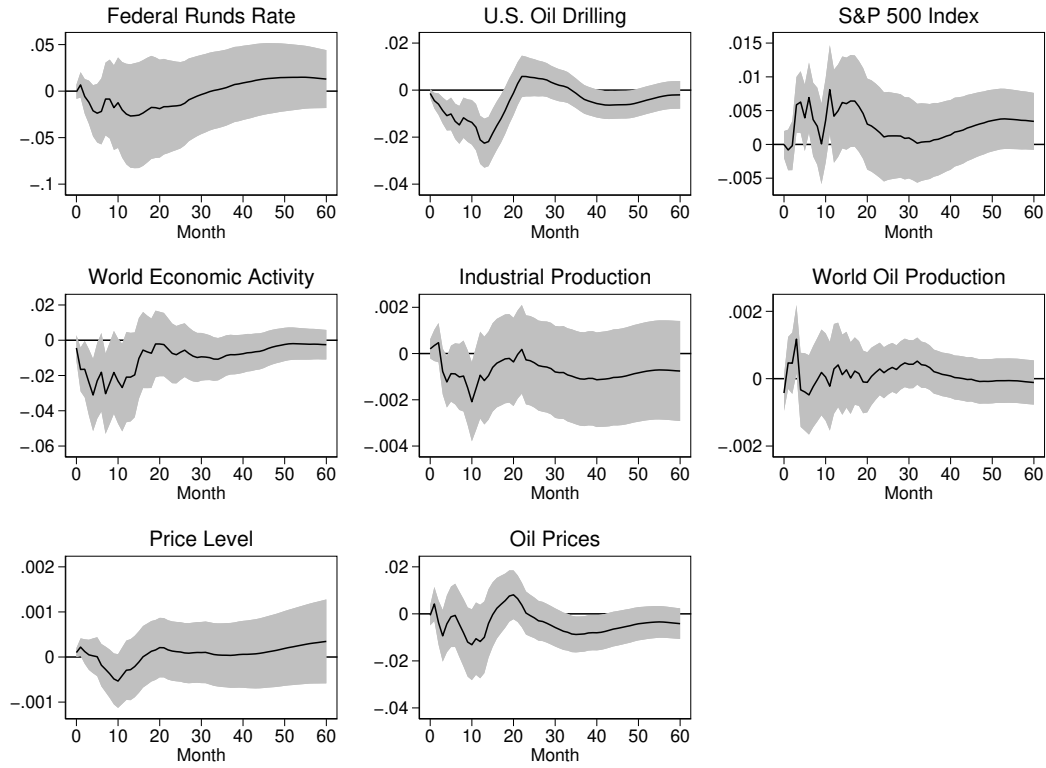 Federal Runds Rate
.05
0
−.05
−.1
0 10 20 30 40 50 60
Month
U.S. Oil Drilling
.02
0
−.02
−.04
0 10 20 30 40 50 60
Month
S&P 500 Index
.015
.01
.005
0
−.005
0 10 20 30 40 50 60
Month
World Economic Activity
.02
0
−.02
−.04
−.06
0 10 20 30 40 50 60
Month
Industrial Production
.002
0
−.002
−.004
0 10 20 30 40 50 60
Month
World Oil Production
.002
0
−.002
0 10 20 30 40 50 60
Month
Price Level
.002
.001
0
−.001
0 10 20 30 40 50 60
Month
Oil Prices
.02
0
−.02
−.04
0 10 20 30 40 50 60
Month